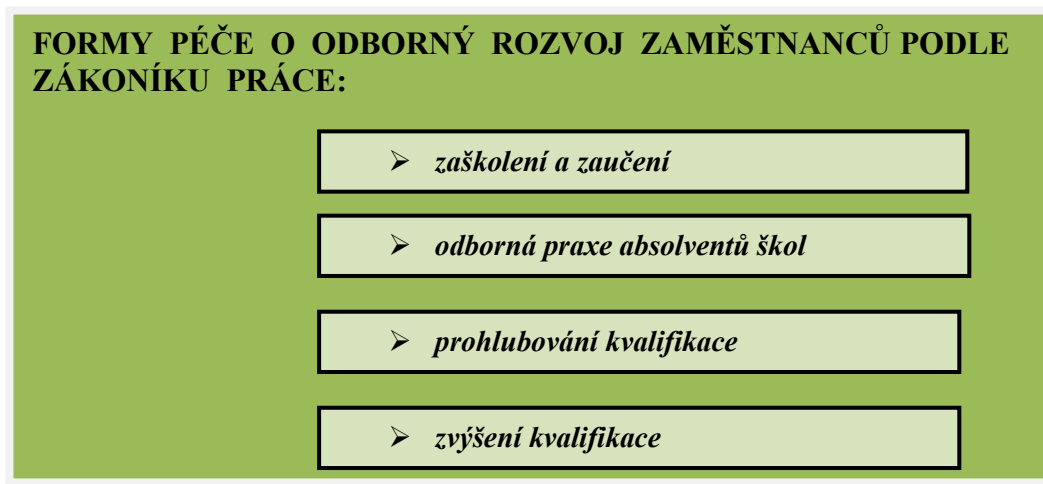 FORMY PÉČE O ODBORNÝ ROZVOJ ZAMĚSTNANCŮ PODLE
ZÁKONÍKU PRÁCE:
➢ zaškolení a zaučení
➢ odborná praxe absolventů škol
➢ prohlubování kvalifikace
➢ zvýšení kvalifikace